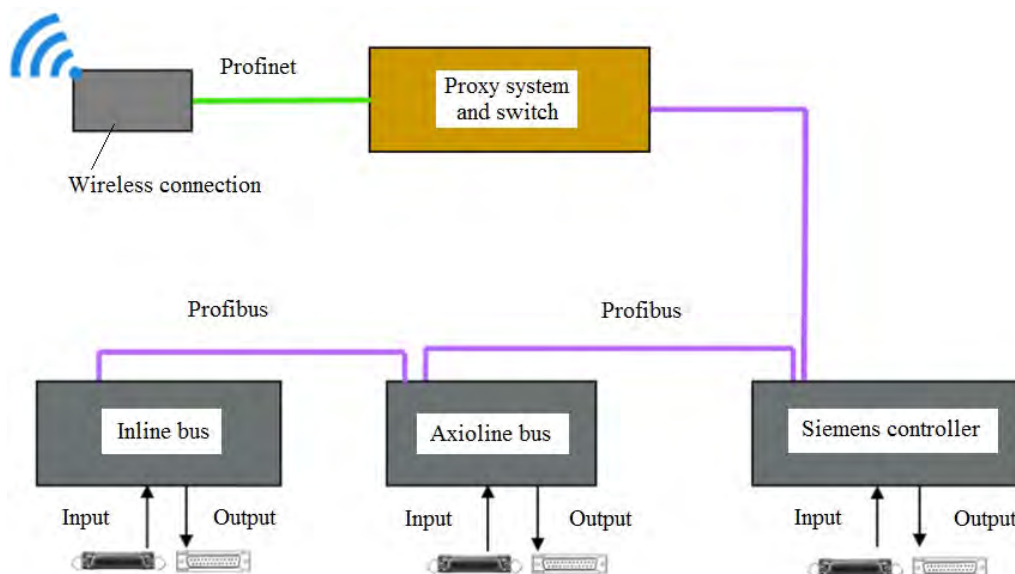 Profinet
Proxy system
and switch
Wireless connection
Profibus
Profibus
Inline bus
Axioline bus
Siemens controller
Input
Output
Input
Output
Input
Output